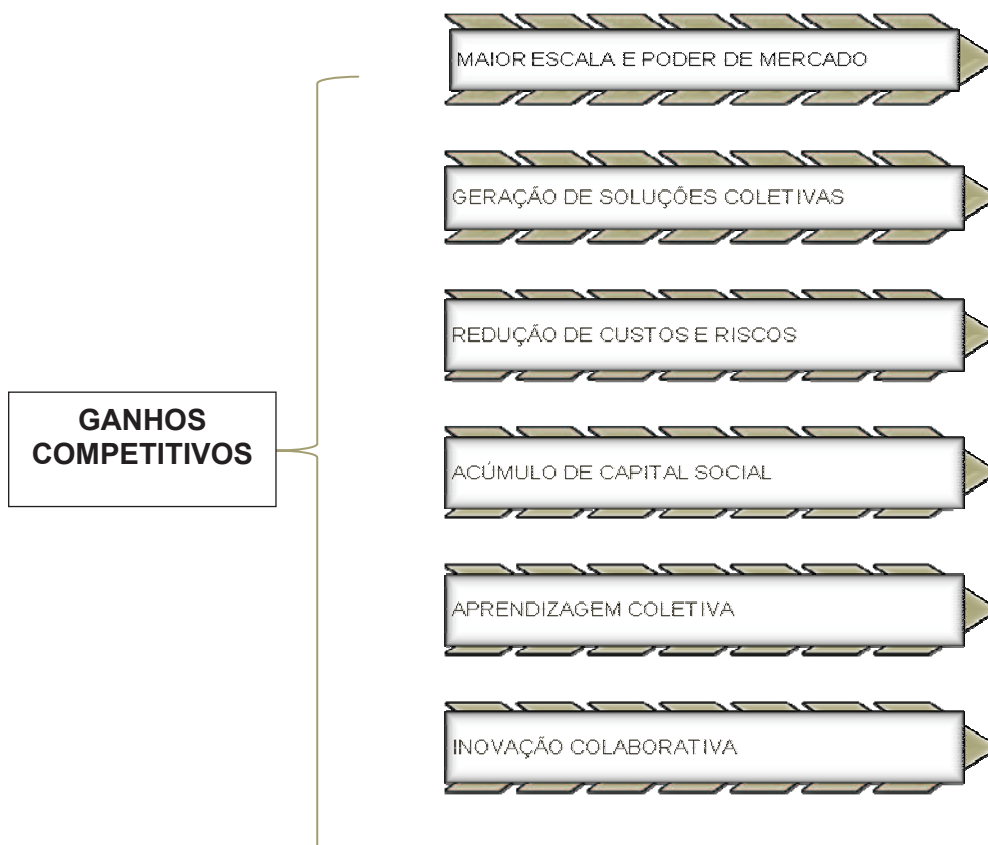 MAIOR ESCALA E PODER DE MERCADO
GERAÇÃO DE SOLUÇÕES COLETIVAS
REDUÇÃO DE CUSTOS E RISCOS
GANHOS
COMPETITIVOS
ACÚMULO DE CAPITAL SOCIAL
APRENDIZAGEM COLETIVA
INOVAÇÃO COLABORATIVA